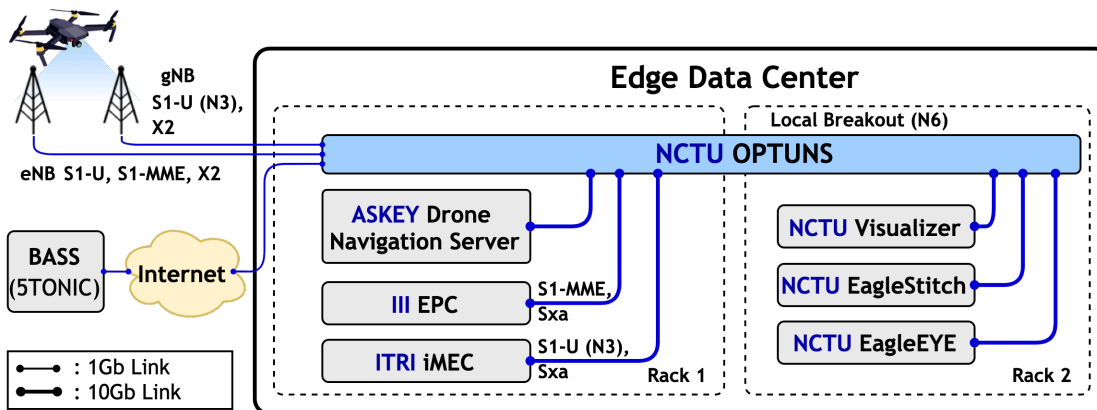 gNB
S1-U (N3),
X2
eNB S1-U, S1-MME, X2
BASS
(5TONIC)
Internet
: 1Gb Link
: 10Gb Link
Edge Data Center
Local Breakout (N6)
NCTU OPTUNS
ASKEY Drone
Navigation Server
III EPC
S1-MME,
Sxa
ITRI iMEC
S1-U (N3),
Sxa
Rack 1
NCTU Visualizer
NCTU EagleStitch
NCTU EagleEYE
Rack 2